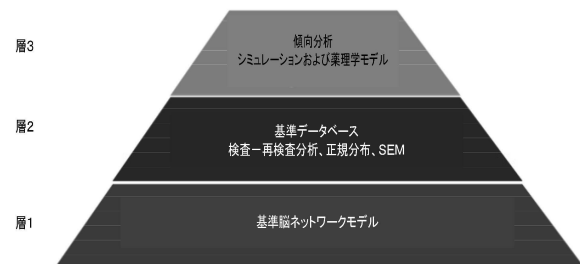 層3
傾向分析
シミュレーションおよび薬理学モデル
層2
基準データベース
検査－再検査分析、正規分布、SEM
層1
基準脳ネットワークモデル